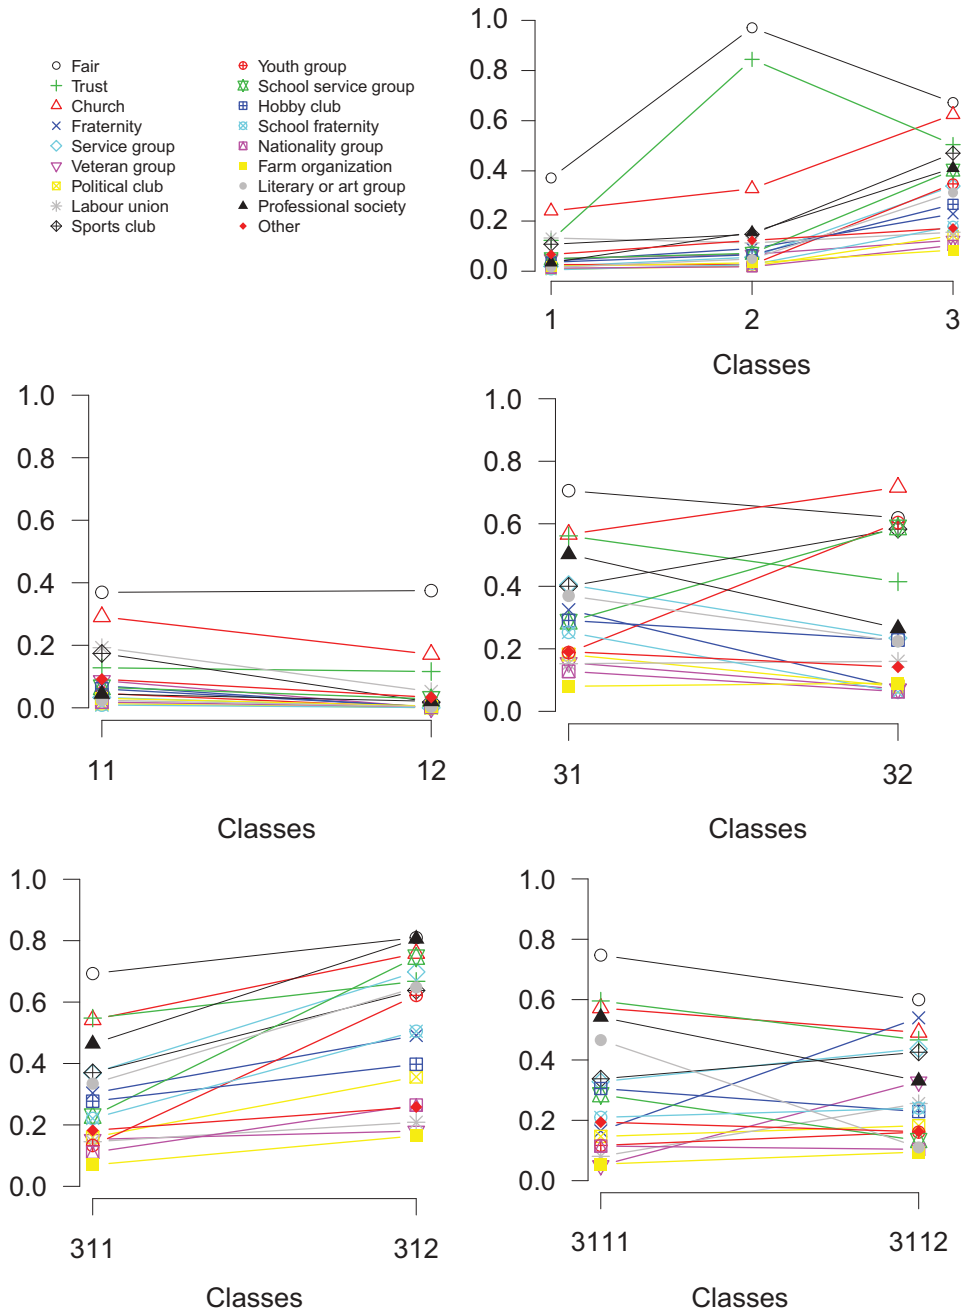 Fair
Trust
Church
Fraternity
Service group
Veteran group
Political club
Labour union
Sports club
Youth group
School service group
Hobby club
School fraternity
Nationality group
Farm organization
Literary or art group
Professional society
Other
1.0
0.8
0.6
0.4
0.2
0.0
1 2 3
Classes
1.0
0.8
0.6
0.4
0.2
0.0
11 12
Classes
1.0
0.8
0.6
0.4
0.2
0.0
31 32
Classes
1.0
0.8
0.6
0.4
0.2
0.0
311 312
Classes
1.0
0.8
0.6
0.4
0.2
0.0
3111 3112
Classes